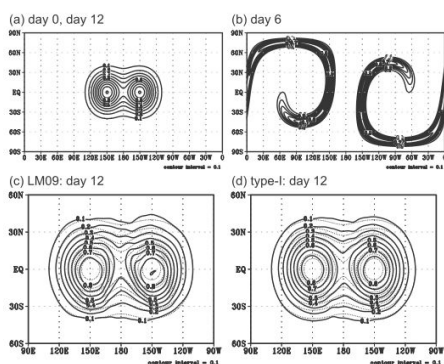 (a) day 0, day 12
(b) day 6
90N
60N
30N
EQ
30S
60S
90S
0 30E 60E 90E 120E 150E 180 150W 120W 90W 60W 30W 0
contour interval = 0.1
90N
60N
30N
EQ
30S
60S
90S
0 30E 60E 90E 120E 150E 180 150W 120W 90W 60W 30W 0
contour interval = 0.1
(c) LM09: day 12
(d) type-I: day 12
60N
30N
EQ
30S
60S
90E 120E 150E 180 150W 120W 90W
contour interval = 0.1
60N
30N
EQ
30S
60S
90E 120E 150E 180 150W 120W 90W
contour interval = 0.1